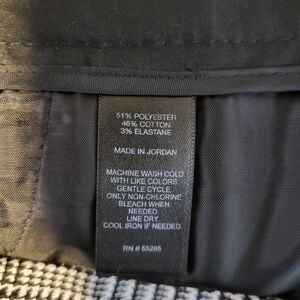 51% POLYESTER
46% COTTON
3% ELASTANE
MADE IN JORDAN
MACHINE WASH COLD
WITH LIKE COLORS
GENTLE CYCLE
ONLY NON-CHLORINE
BLEACH WHEN
NEEDED
LINE DRY
COOL IRON IF NEEDED
RN # 55285